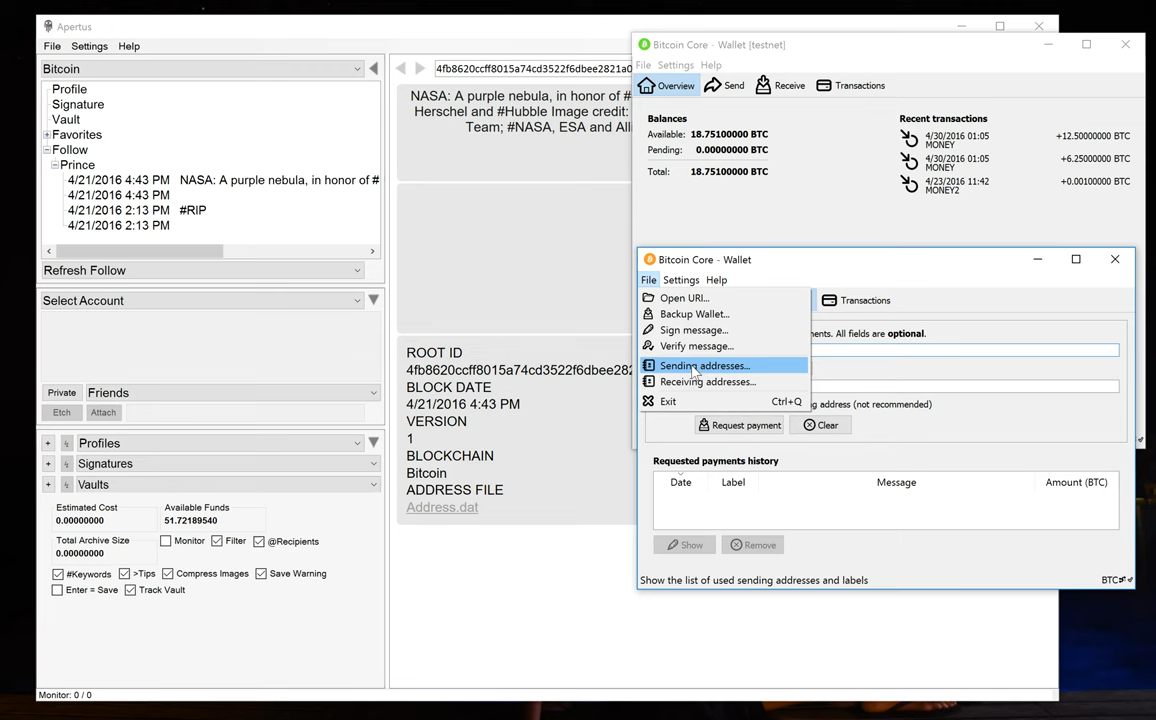 Apertus
File Settings Help
Bitcoin
Profile
Signature
Vault
Favorites
Follow
Prince
4/21/2016 4:43 PM NASA: A purple nebula, in honor of #
4/21/2016 4:43 PM
4/21/2016 2:13 PM #RIP
4/21/2016 2:13 PM
Refresh Follow
Select Account
Private Friends
Etch Attach
+ Profiles
+ Signatures
+ Vaults
Estimated Cost Available Funds
0.00000000 51.72189540
Total Archive Size
0.00000000
Monitor Filter @Recipients
#Keywords >Tips Compress Images Save Warning
Enter = Save Track Vault
Monitor: 0 / 0
4fb8620ccff8015a74cd3522f6dbee2821a0
NASA: A purple nebula, in honor of #
Herschel and #Hubble Image credit:
Team; #NASA, ESA and Alli
ROOT ID
4fb8620ccff8015a74cd3522f6dbee282
BLOCK DATE
4/21/2016 4:43 PM
VERSION
1
BLOCKCHAIN
Bitcoin
ADDRESS FILE
Address.dat
Bitcoin Core - Wallet [testnet]
File Settings Help
Overview Send Receive Transactions
Balances
Available: 18.75100000 BTC
Pending: 0.00000000 BTC
Total: 18.75100000 BTC
Recent transactions
4/30/2016 01:05 +12.50000000 BTC
MONEY
4/30/2016 01:05 +6.25000000 BTC
MONEY
4/23/2016 11:42 +0.00100000 BTC
MONEY2
Bitcoin Core - Wallet
File Settings Help
Open URI...
Backup Wallet...
Sign message...
Verify message...
Sending addresses...
Receiving addresses...
Exit Ctrl+Q
Transactions
ments. All fields are optional.
g address (not recommended)
Request payment Clear
Requested payments history
Date Label Message Amount (BTC)
Show Remove
Show the list of used sending addresses and labels
BTC